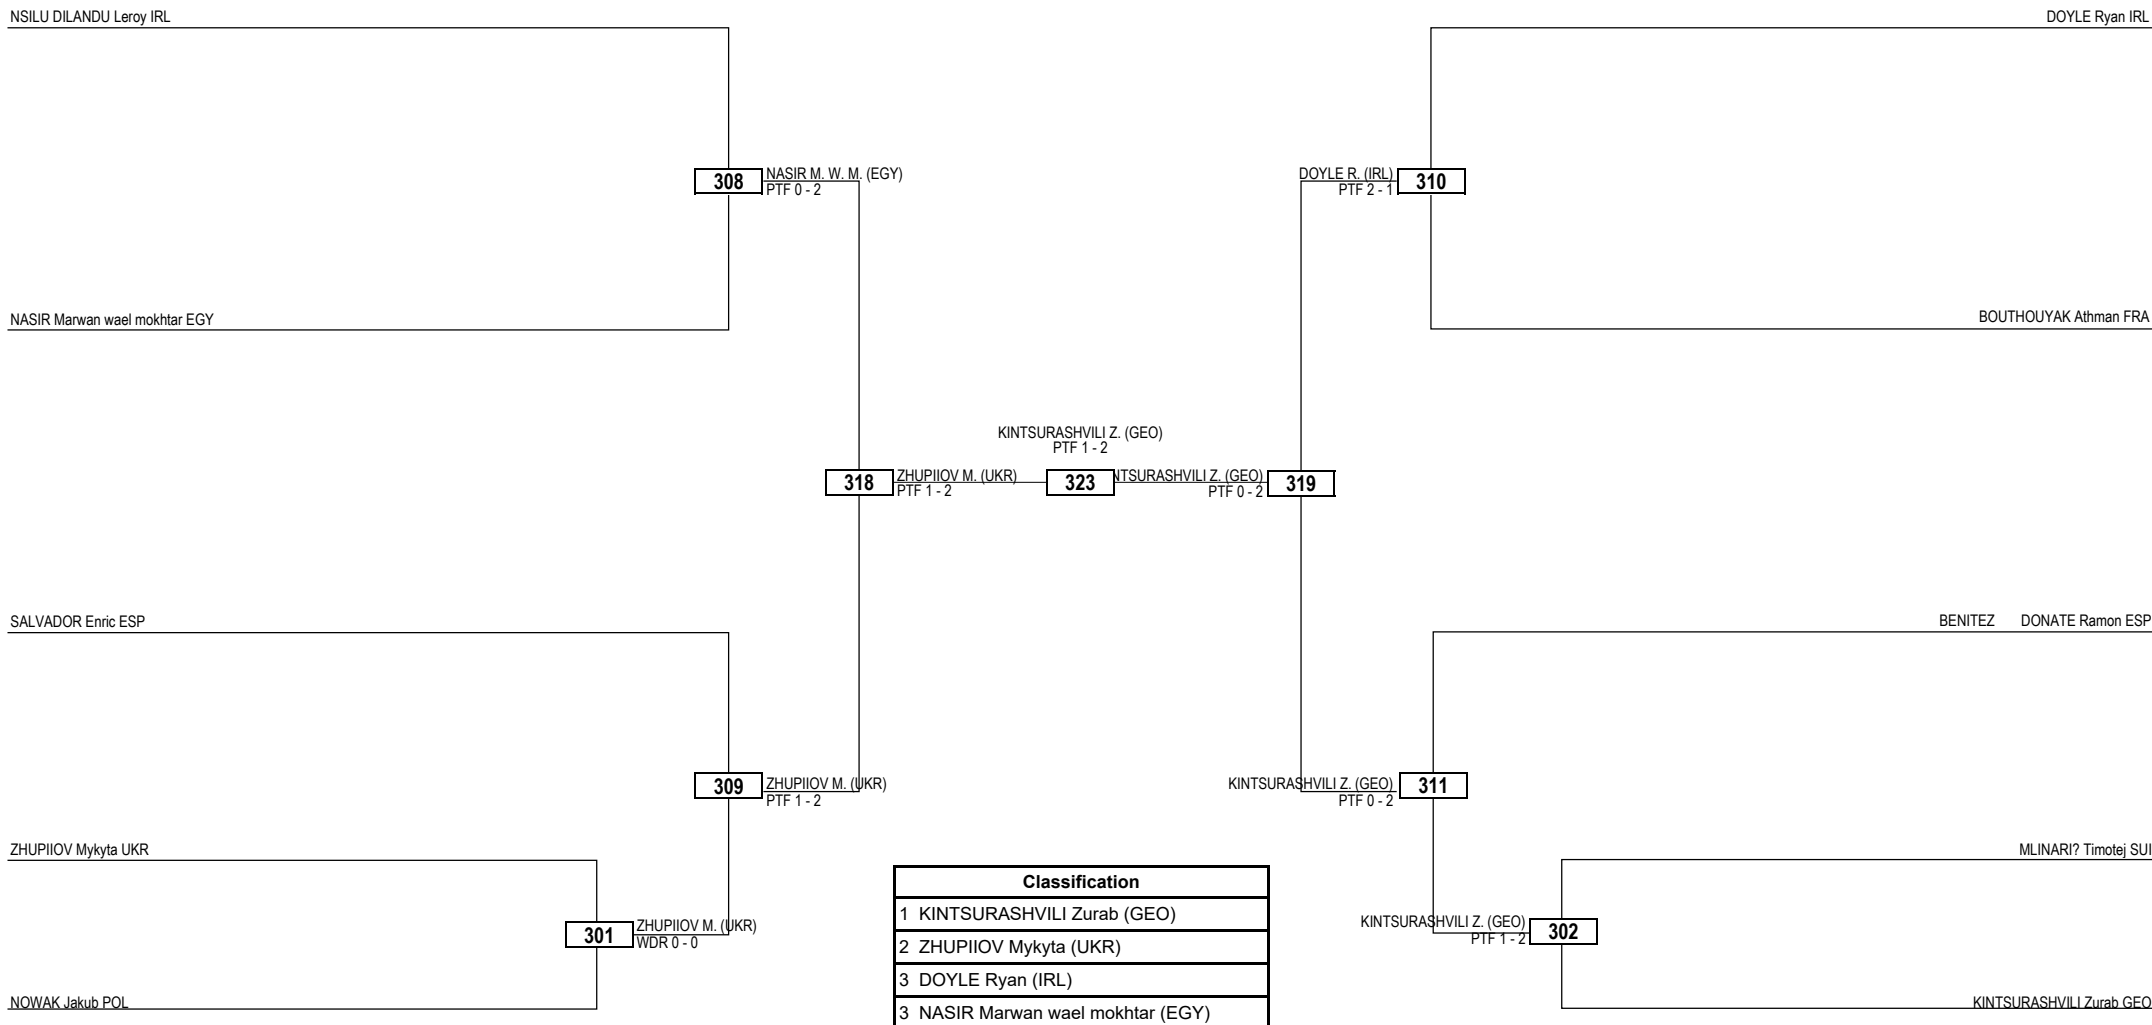 NSILU DILANDU Leroy IRL
DOYLE Ryan IRL
308
NASIR M. W. M. (EGY)
PTF 0 - 2
DOYLE R. (IRL)
PTF 2 - 1
310
NASIR Marwan wael mokhtar EGY
BOUTHOUYAK Athman FRA
KINTSURASHVILI Z. (GEO)
PTF 1 - 2
318
ZHUPIIOV M. (UKR)
PTF 1 - 2
323
NTSURASHVILI Z. (GEO)
PTF 0 - 2
319
SALVADOR Enric ESP
BENITEZ DONATE Ramon ESP
309
ZHUPIIOV M. (UKR)
PTF 1 - 2
KINTSURASHVILI Z. (GEO)
PTF 0 - 2
311
ZHUPIIOV Mykyta UKR
MLINARI? Timotej SUI
301
ZHUPIIOV M. (UKR)
WDR 0 - 0
KINTSURASHVILI Z. (GEO)
PTF 1 - 2
302
NOWAK Jakub POL
KINTSURASHVILI Zurab GEO
Classification
1 KINTSURASHVILI Zurab (GEO)
2 ZHUPIIOV Mykyta (UKR)
3 DOYLE Ryan (IRL)
3 NASIR Marwan wael mokhtar (EGY)